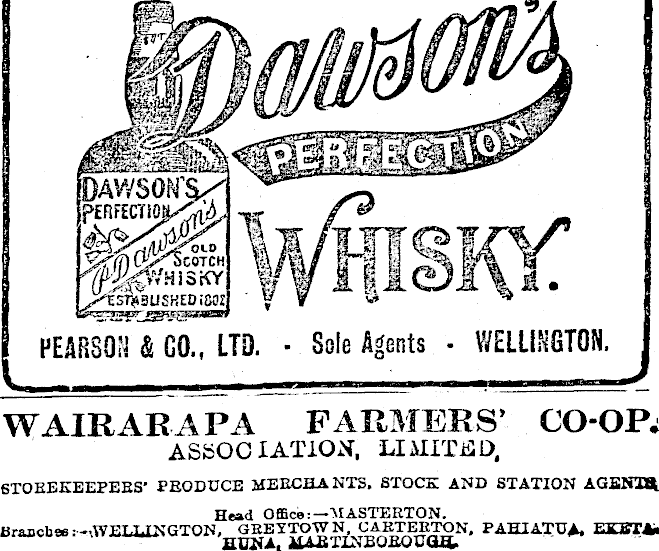 Dawson's
PERFECTION
WHISKY.
DAWSON'S
PERFECTION
P. Dawson's
OLD
SCOTCH
WHISKY
ESTABLISHED 1802
PEARSON & CO., LTD. - Sole Agents - WELLINGTON.
WAIRARAPA FARMERS' CO-OP.
ASSOCIATION, LIMITED,
STOREKEEPERS' PRODUCE MERCHANTS, STOCK AND STATION AGENTS,
Head Office:—MASTERTON.
Branches:—WELLINGTON, GREYTOWN, CARTERTON, PAHIATUA, EKETA-
HUNA, MARTINBOROUGH.